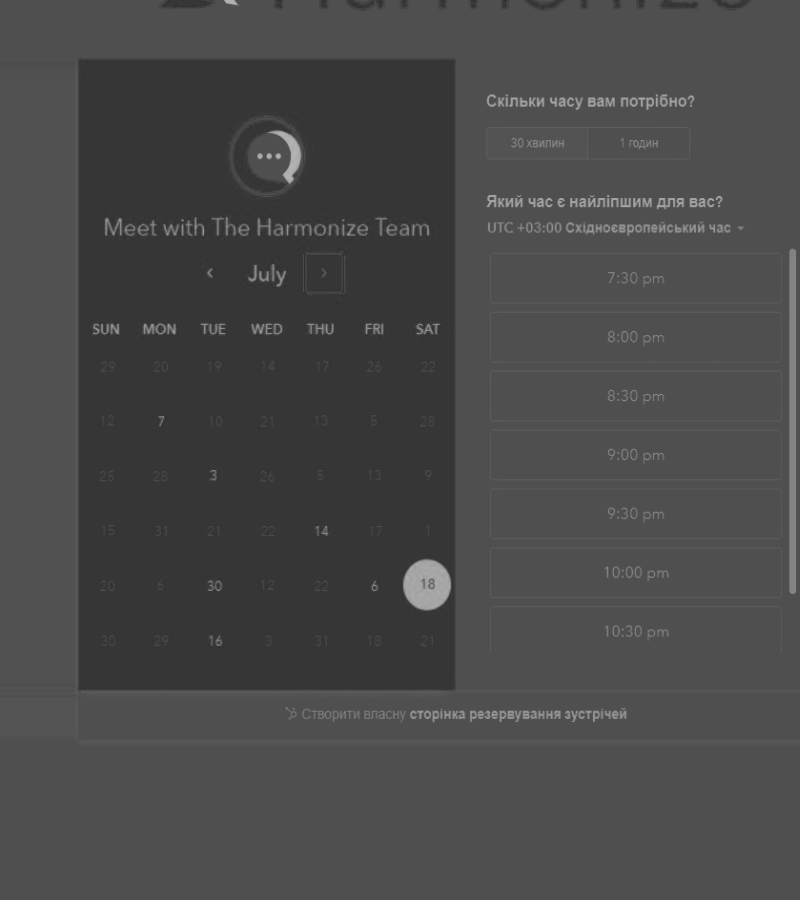 Harmonize
Meet with The Harmonize Team
July
SUN MON TUE WED THU FRI SAT
29 20 19 14 17 26 22
12 7 10 21 13 5 28
25 28 3 26 5 13 9
15 31 21 22 14 17 1
20 6 30 12 22 6 18
30 29 16 3 31 18 21
Скільки часу вам потрібно?
30 хвилин 1 годин
Який час є найліпшим для вас?
UTC +03:00 Східноєвропейський час
7:30 pm
8:00 pm
8:30 pm
9:00 pm
9:30 pm
10:00 pm
10:30 pm
Створити власну сторінка резервування зустрічей